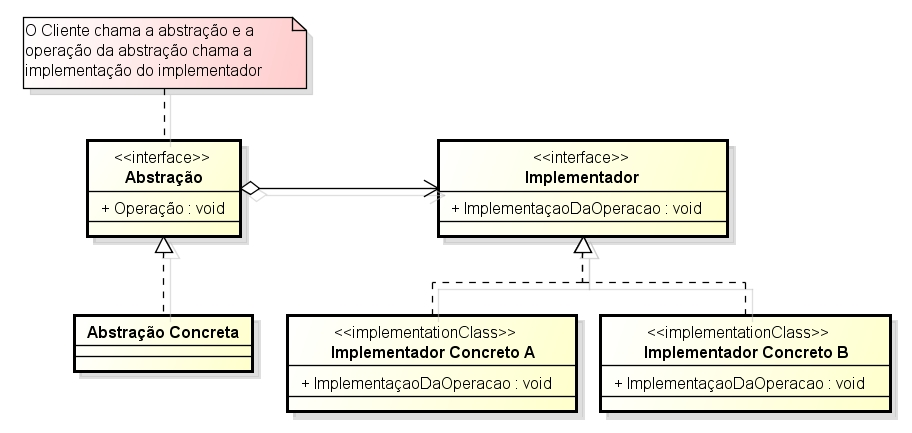 O Cliente chama a abstração e a
operação da abstração chama a
implementação do implementador
<<interface>>
Abstração
+ Operação : void
<<interface>>
Implementador
+ ImplementaçaoDaOperacao : void
Abstração Concreta
<<implementationClass>>
Implementador Concreto A
+ ImplementaçaoDaOperacao : void
<<implementationClass>>
Implementador Concreto B
+ ImplementaçaoDaOperacao : void